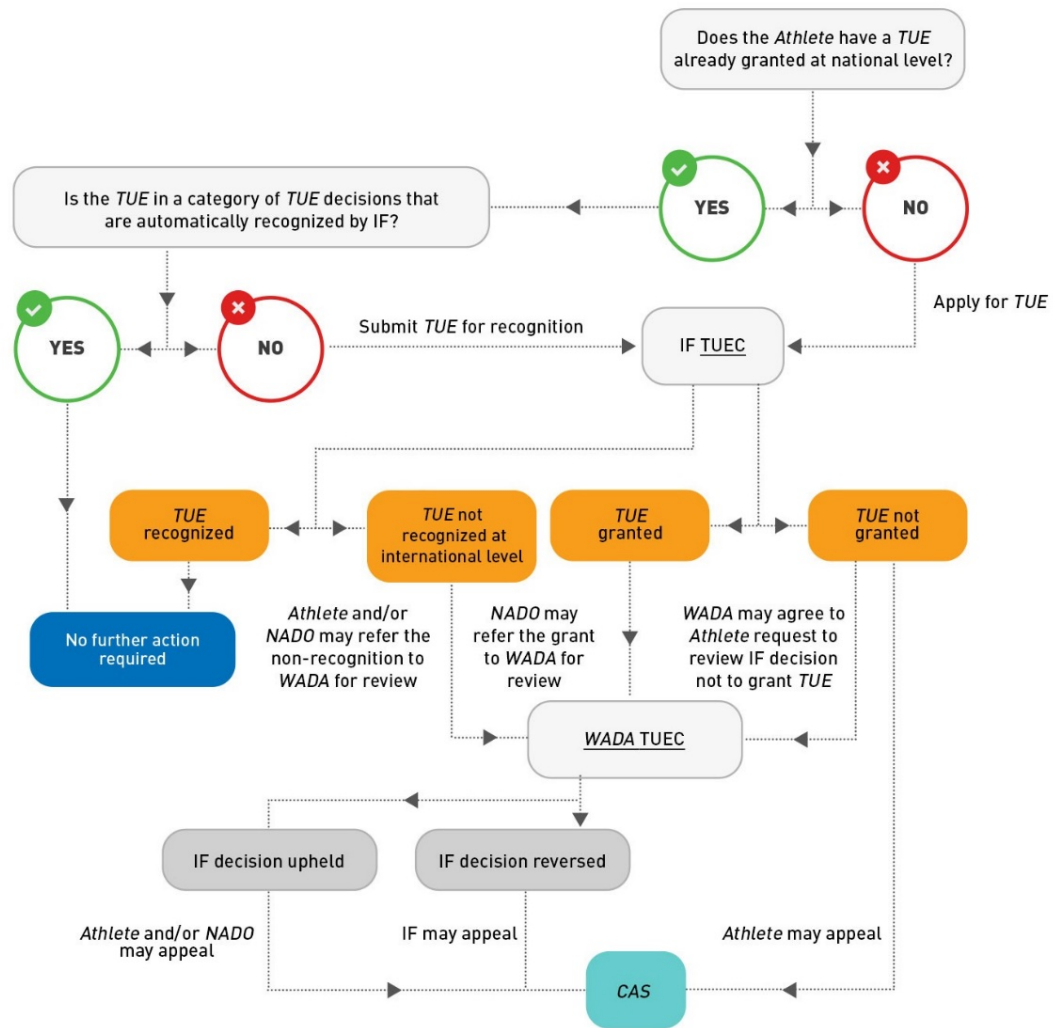 Does the Athlete have a TUE
already granted at national level?
YES
NO
Is the TUE in a category of TUE decisions that
are automatically recognized by IF?
YES
NO
Submit TUE for recognition
IF TUEC
Apply for TUE
TUE
recognized
TUE not
recognized at
international level
TUE
granted
TUE not
granted
No further action
required
Athlete and/or
NADO may refer the
non-recognition to
WADA for review
NADO may
refer the grant
to WADA for
review
WADA may agree to
Athlete request to
review IF decision
not to grant TUE
WADA TUEC
IF decision upheld
IF decision reversed
Athlete and/or NADO
may appeal
IF may appeal
Athlete may appeal
CAS